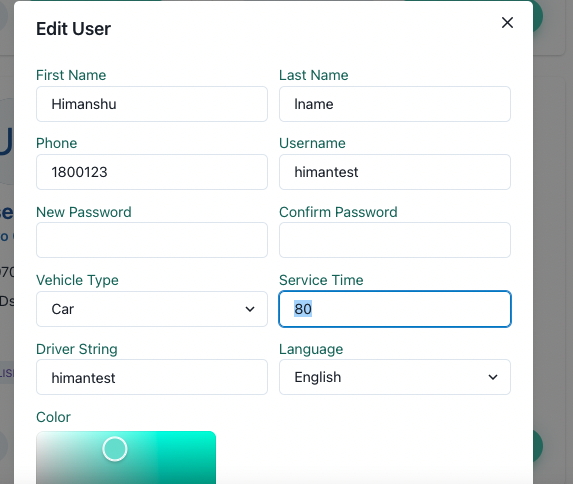 Edit User
First Name
Last Name
Himanshu
lname
Phone
Username
1800123
himantest
New Password
Confirm Password
Vehicle Type
Service Time
Car
80
Driver String
Language
himantest
English
Color